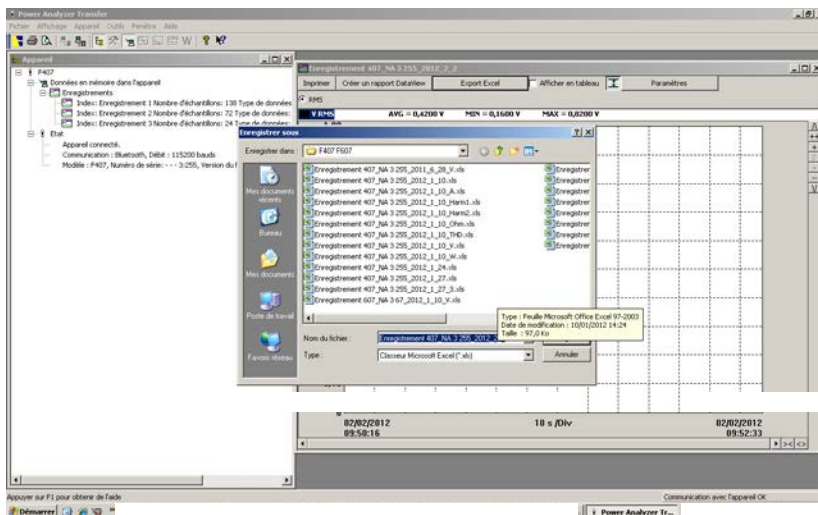 Power Analyzer Transfer
Fichier Affichage Appareil Outils Fenêtre Aide
Appareil
F407
Données en mémoire dans l'appareil
Enregistrements
Index: Enregistrement 1 Nombre d'échantillons: 138 Type de données
Index: Enregistrement 2 Nombre d'échantillons: 72 Type de données:
Index: Enregistrement 3 Nombre d'échantillons: 24 Type de données:
Etat
Appareil connecté.
Communication : Bluetooth, Débit : 115200 bauds
Modèle : F407, Numéro de série: - - - 3:255, Version du f
Enregistrement 407_NA 3 255_2012_2_2
Imprimer Créer un rapport DataView Export Excel Afficher en tableau Paramètres
RMS
V RMS AVG = 0,4200 V MIN = 0,1600 V MAX = 0,8200 V
Enregistrer sous
Enregistrer dans : F407 F607
Mes documents récents
Bureau
Mes documents
Poste de travail
Favoris réseau
Enregistrement 407_NA 3 255_2011_6_28_V.xls
Enregistrement 407_NA 3 255_2012_1_10.xls
Enregistrement 407_NA 3 255_2012_1_10_A.xls
Enregistrement 407_NA 3 255_2012_1_10_Harm1.xls
Enregistrement 407_NA 3 255_2012_1_10_Harm2.xls
Enregistrement 407_NA 3 255_2012_1_10_Ohm.xls
Enregistrement 407_NA 3 255_2012_1_10_THD.xls
Enregistrement 407_NA 3 255_2012_1_10_V.xls
Enregistrement 407_NA 3 255_2012_1_10_W.xls
Enregistrement 407_NA 3 255_2012_1_24.xls
Enregistrement 407_NA 3 255_2012_1_27.xls
Enregistrement 407_NA 3 255_2012_1_27_3.xls
Enregistrement 607_NA 3 67_2012_1_10_V.xls
Enregistrer
Enregistrer
Enregistrer
Enregistrer
Enregistrer
Enregistrer
Enregistrer
Type : Feuille Microsoft Office Excel 97-2003
Date de modification : 10/01/2012 14:24
Taille : 97,0 Ko
Nom du fichier : Enregistrement 407_NA 3 255_2012_2
Type : Classeur Microsoft Excel (*.xls) Annuler
02/02/2012 10 s /Div 02/02/2012
09:50:16 09:52:33
Appuyer sur F1 pour obtenir de l'aide Communication avec l'appareil OK
Démarrer Power Analyzer Tr...